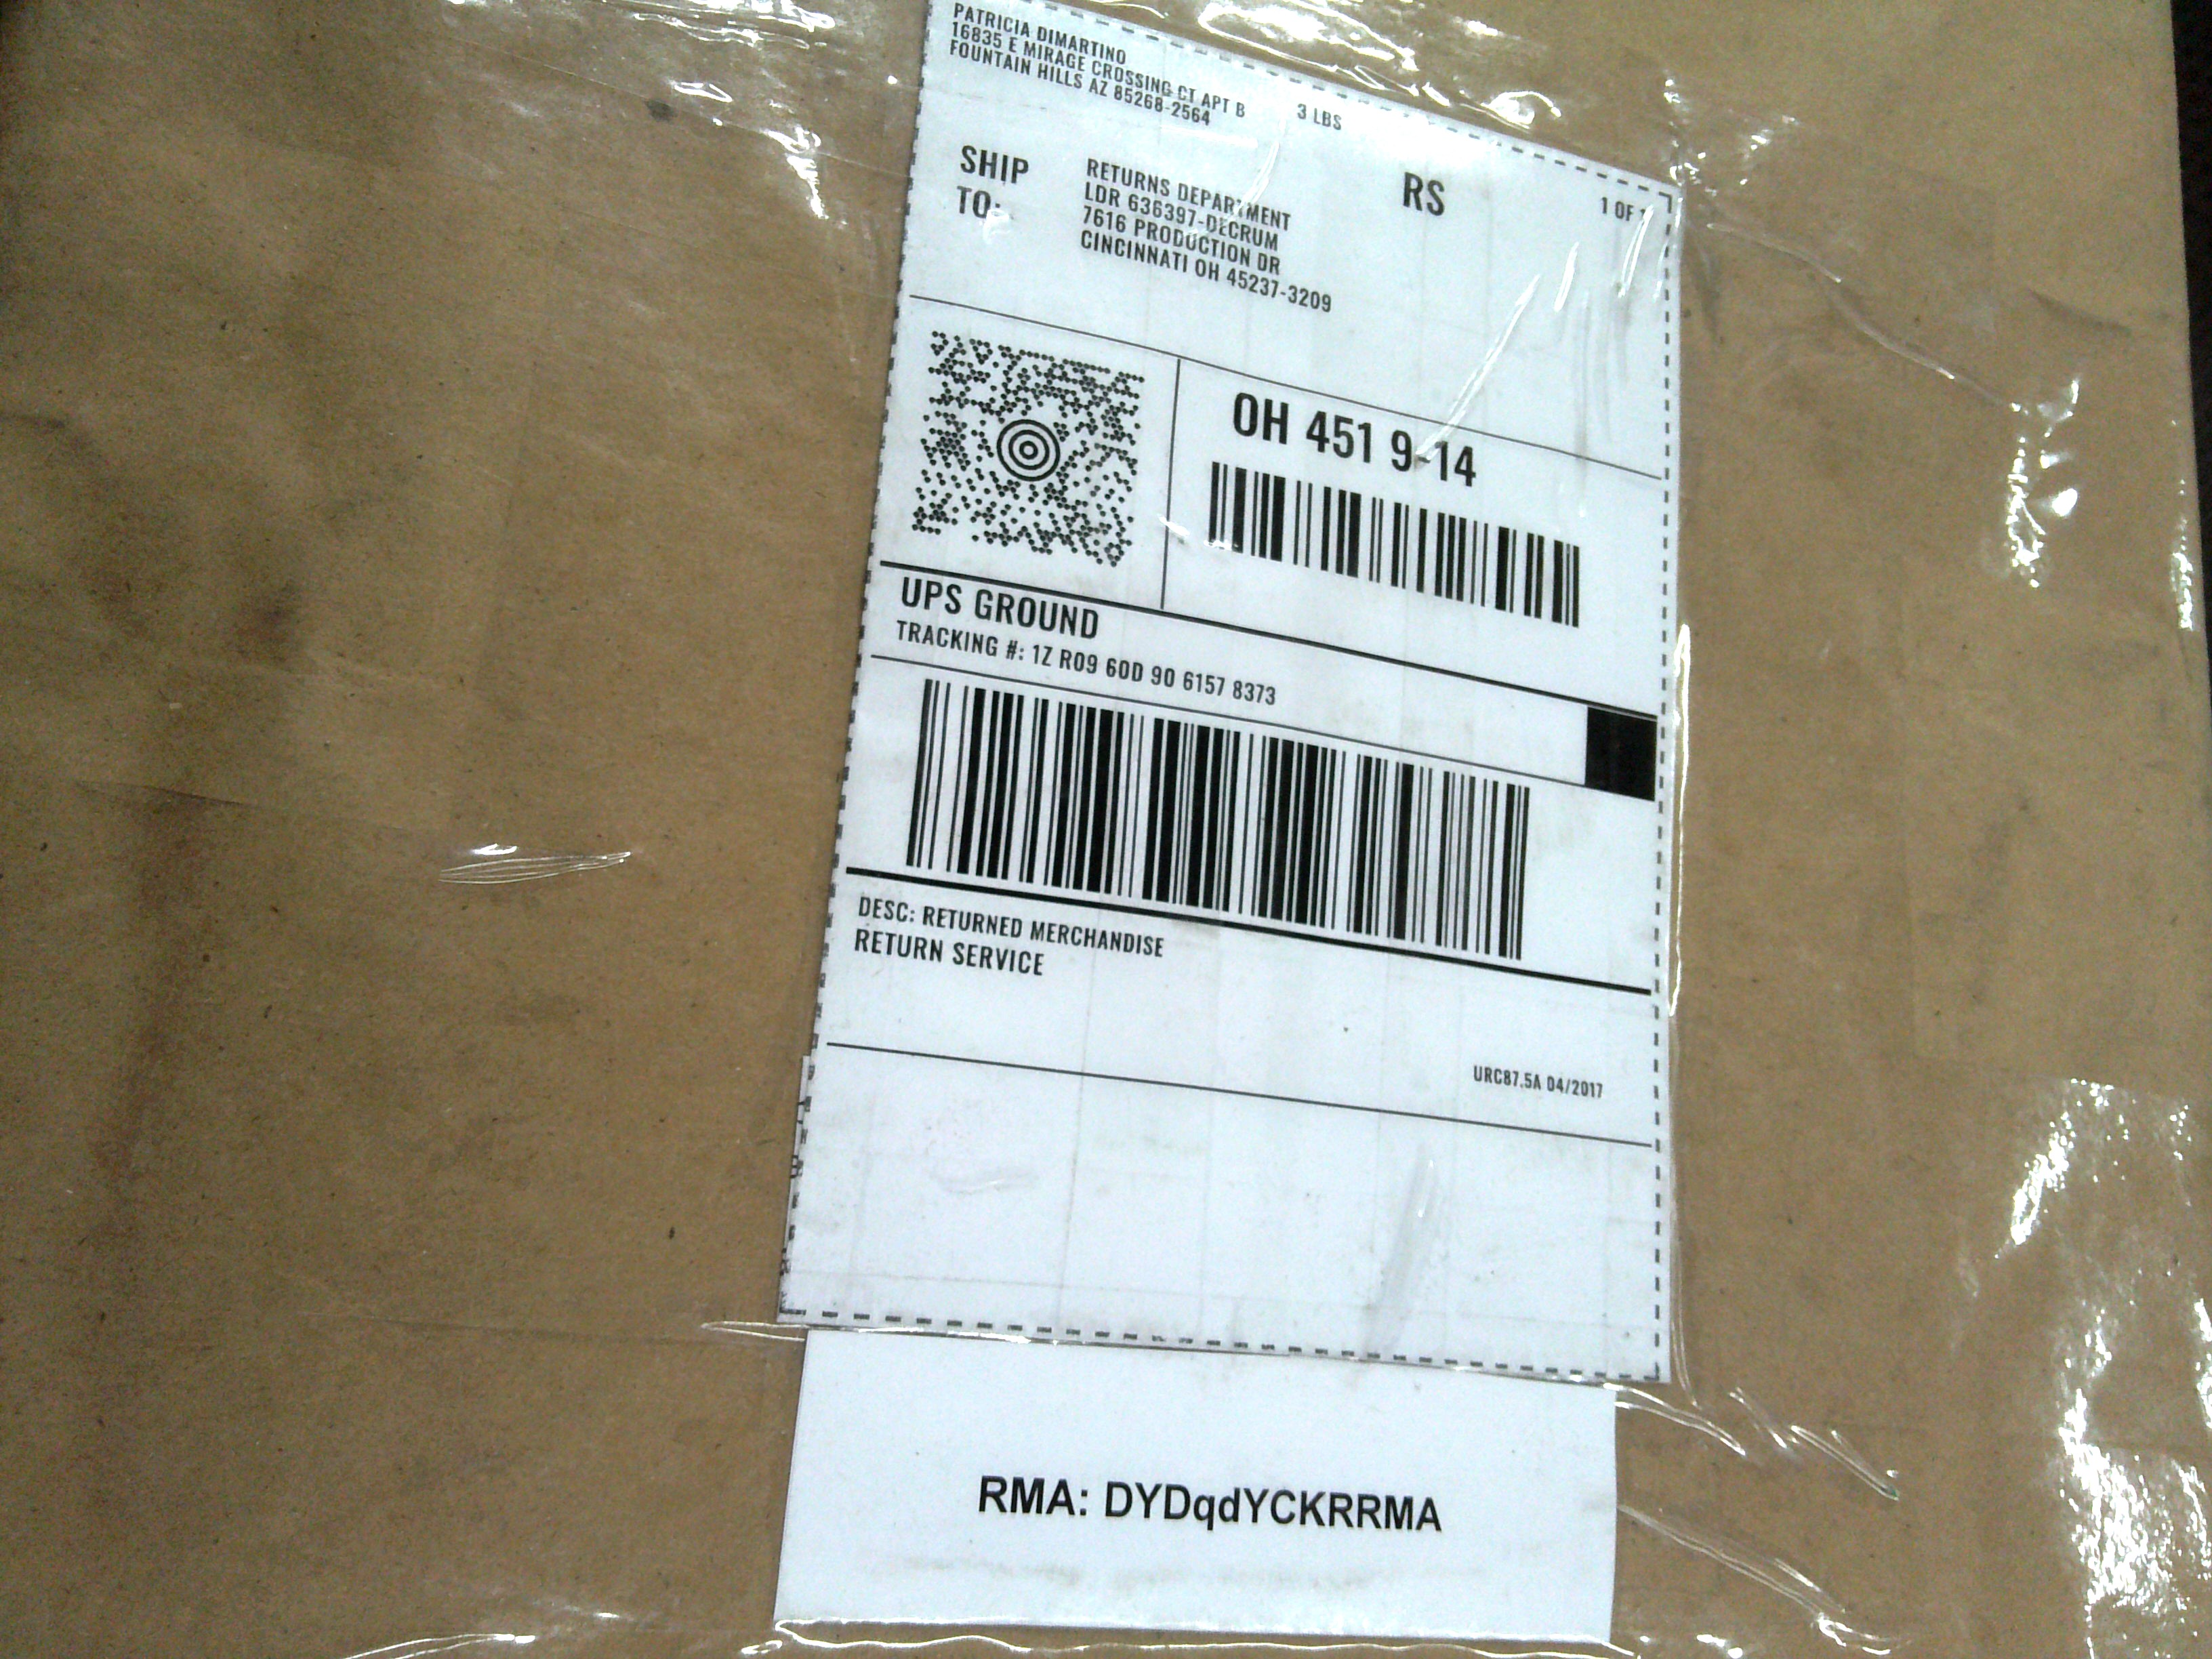 PATRICIA DIMARTINO
16835 E MIRAGE CROSSING CT APT B
FOUNTAIN HILLS AZ 85268-2564
3 LBS
RS
1 OF 1
SHIP
TO:
RETURNS DEPARTMENT
LDR 636397-DECRUM
7616 PRODUCTION DR
CINCINNATI OH 45237-3209
OH 451 9-14
UPS GROUND
TRACKING #: 1Z R09 60D 90 6157 8373
DESC: RETURNED MERCHANDISE
RETURN SERVICE
URC87.5A 04/2017
RMA: DYDqdYCKRRMA